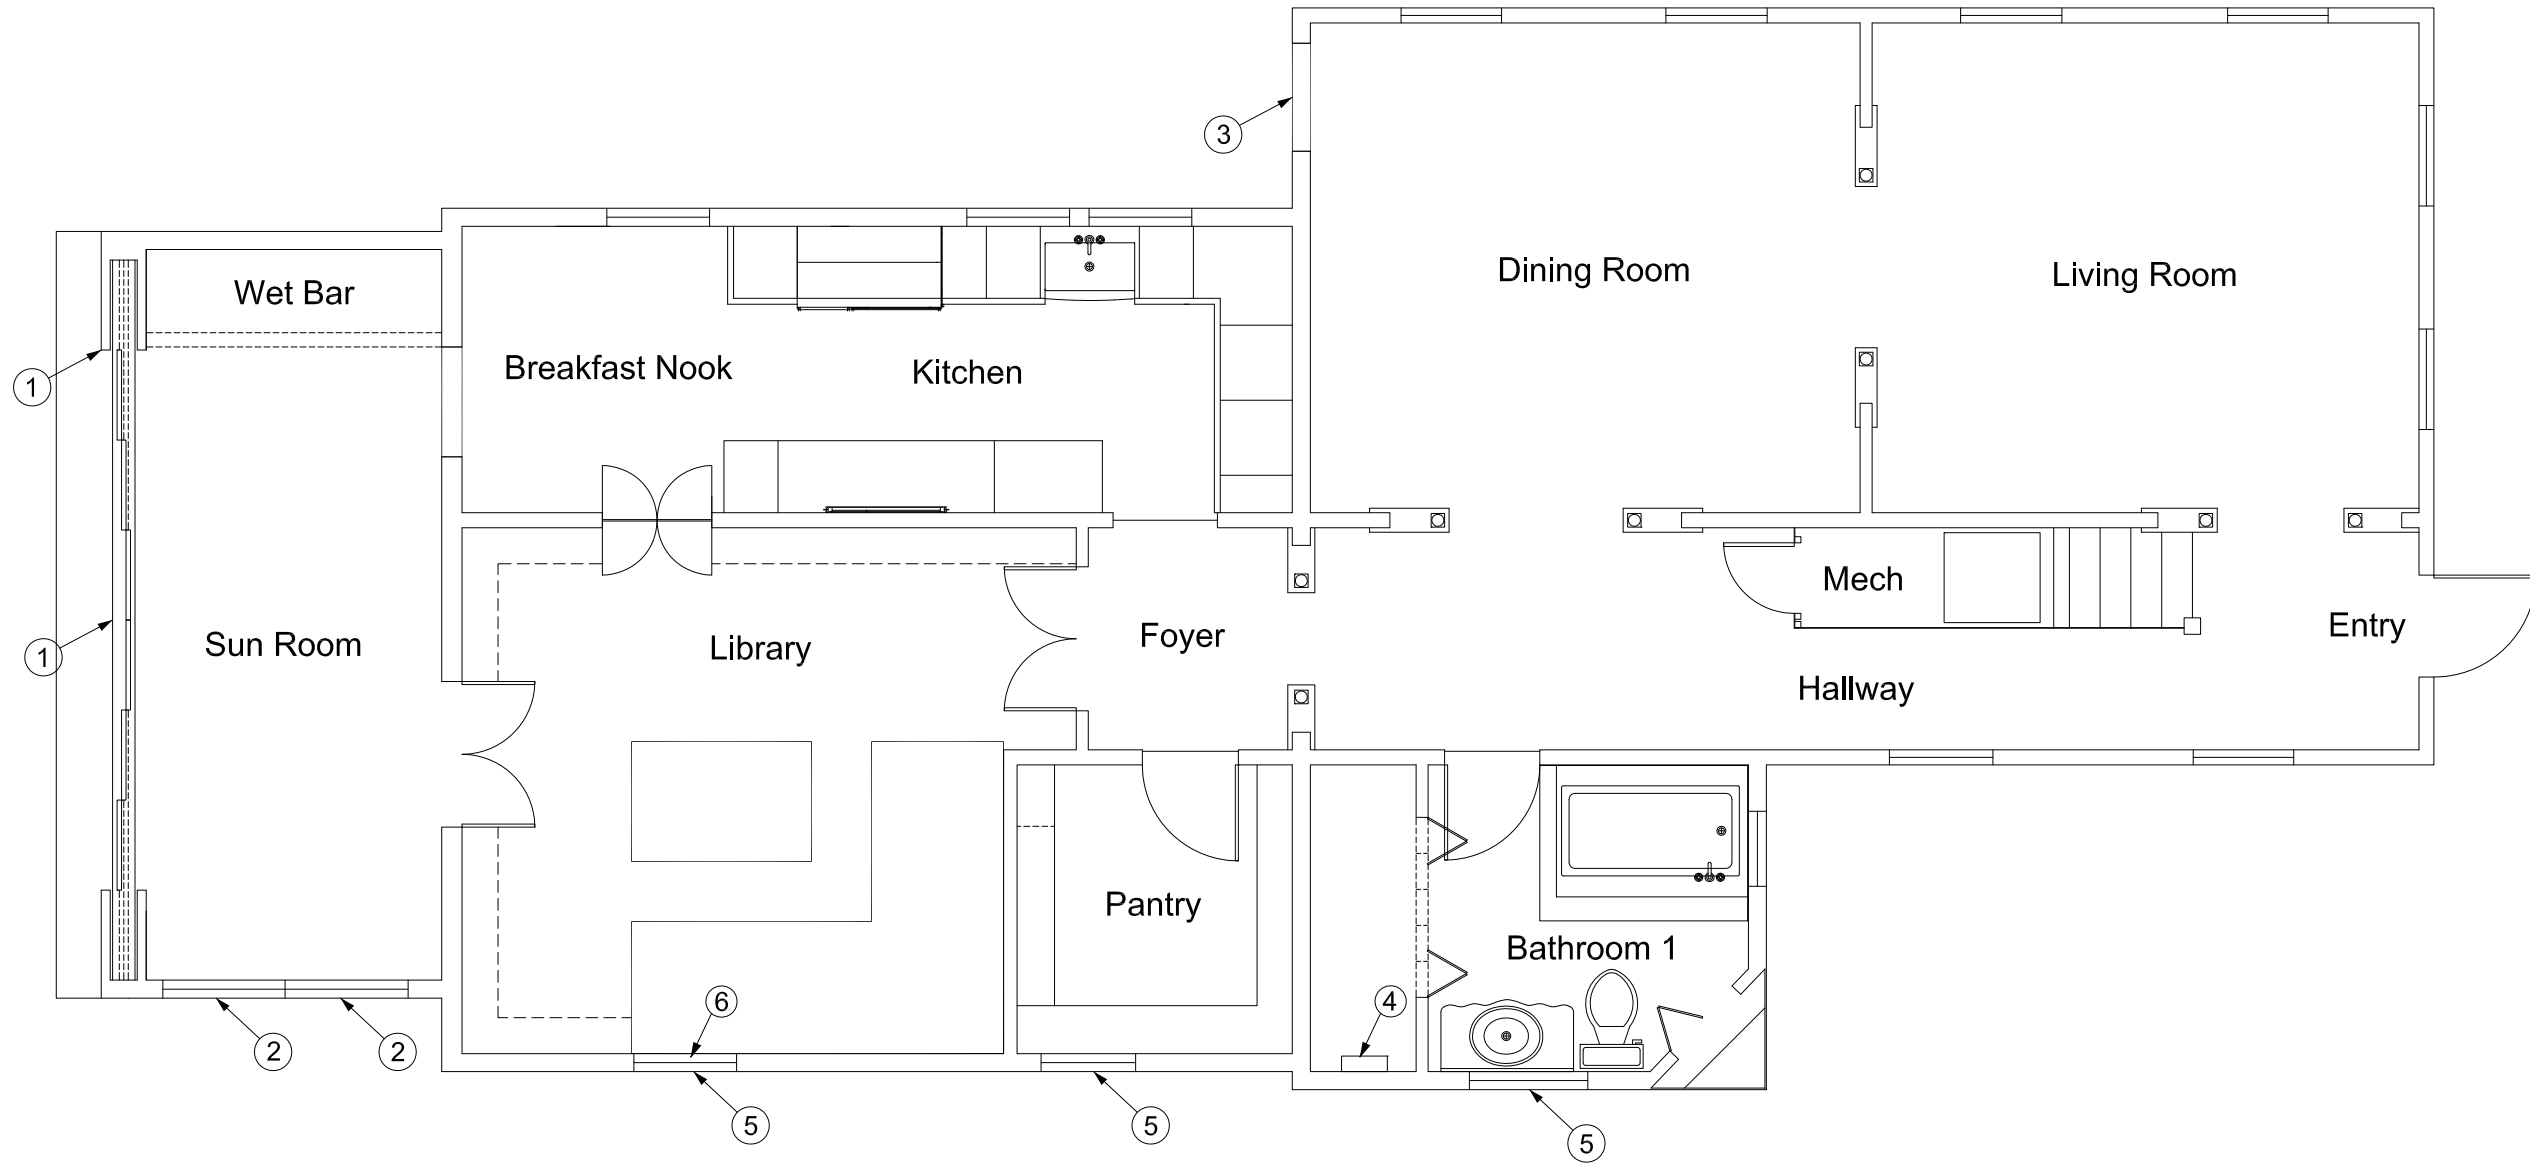 3
Dining Room
Living Room
Wet Bar
Breakfast Nook
Kitchen
1
Mech
Entry
Foyer
Sun Room
Library
1
Hallway
Pantry
Bathroom 1
6
4
2
2
5
5
5